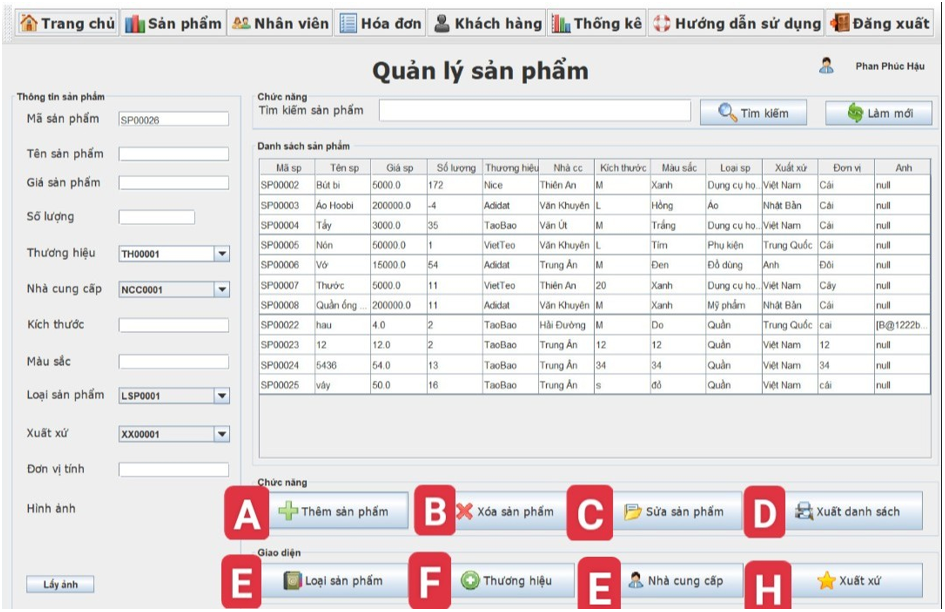 Trang chủ Sản phẩm Nhân viên Hóa đơn Khách hàng Thống kê Hướng dẫn sử dụng Đăng xuất
Quản lý sản phẩm
Phan Phúc Hậu
Thông tin sản phẩm
Mã sản phẩm SP00026
Tên sản phẩm
Giá sản phẩm
Số lượng
Thương hiệu TH00001
Nhà cung cấp NCC0001
Kích thước
Màu sắc
Loại sản phẩm LSP0001
Xuất xứ XX00001
Đơn vị tính
Hình ảnh
Lấy ảnh
Chức năng
Tìm kiếm sản phẩm Tìm kiếm Làm mới
Danh sách sản phẩm
Mã sp Tên sp Giá sp Số lượng Thương hiệu Nhà cc Kích thước Màu sắc Loại sp Xuất xứ Đơn vị Ảnh
SP00002 Bút bi 5000.0 172 Nice Thiên An M Xanh Dụng cụ họ... Việt Nam Cái null
SP00003 Áo Hoobi 200000.0 -4 Adidat Văn Khuyên L Hồng Áo Nhật Bản Cái null
SP00004 Tẩy 3000.0 35 TaoBao Văn Út M Trắng Dụng cụ họ... Việt Nam Cái null
SP00005 Nón 50000.0 1 VietTeo Văn Khuyên L Tím Phụ kiện Trung Quốc Cái null
SP00006 Vớ 15000.0 54 Adidat Trung Ẩn M Đen Đồ dùng Anh Đôi null
SP00007 Thước 5000.0 11 VietTeo Thiên An 20 Xanh Dụng cụ họ... Việt Nam Cây null
SP00008 Quần ống ... 200000.0 11 Adidat Văn Khuyên M Xanh Mỹ phẩm Nhật Bản Cái null
SP00022 hau 4.0 2 TaoBao Hải Đường M Do Quần Trung Quốc cai [B@1222b...
SP00023 12 12.0 2 TaoBao Trung Ẩn 12 12 Quần Việt Nam 12 null
SP00024 5436 54.0 13 TaoBao Trung Ẩn 34 34 Quần Việt Nam 34 null
SP00025 váy 50.0 16 TaoBao Trung Ẩn s đỏ Quần Việt Nam cái null
Chức năng
A Thêm sản phẩm B Xóa sản phẩm C Sửa sản phẩm D Xuất danh sách
Giao diện
E Loại sản phẩm F Thương hiệu E Nhà cung cấp H Xuất xứ